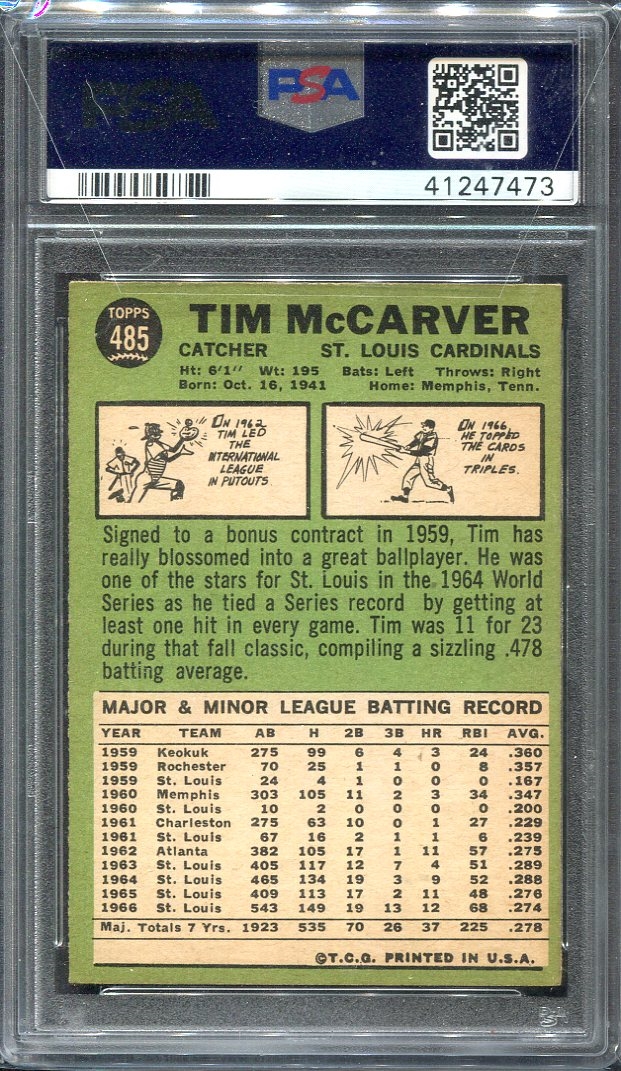 PSA
PSA
41247473
TOPPS
485
TIM McCARVER
CATCHER ST. LOUIS CARDINALS
Ht: 6'1" Wt: 195 Bats: Left Throws: Right
Born: Oct. 16, 1941 Home: Memphis, Tenn.
ON 1962
TIM LED
THE
INTERNATIONAL
LEAGUE
IN PUTOUTS.
ON 1966,
HE TOPPED
THE CARDS
IN
TRIPLES.
Signed to a bonus contract in 1959, Tim has
really blossomed into a great ballplayer. He was
one of the stars for St. Louis in the 1964 World
Series as he tied a Series record by getting at
least one hit in every game. Tim was 11 for 23
during that fall classic, compiling a sizzling .478
batting average.
MAJOR & MINOR LEAGUE BATTING RECORD
YEAR TEAM AB H 2B 3B HR RBI AVG.
1959 Keokuk 275 99 6 4 3 24 .360
1959 Rochester 70 25 1 1 0 8 .357
1959 St. Louis 24 4 1 0 0 0 .167
1960 Memphis 303 105 11 2 3 34 .347
1960 St. Louis 10 2 0 0 0 0 .200
1961 Charleston 275 63 10 0 1 27 .229
1961 St. Louis 67 16 2 1 1 6 .239
1962 Atlanta 382 105 17 1 11 57 .275
1963 St. Louis 405 117 12 7 4 51 .289
1964 St. Louis 465 134 19 3 9 52 .288
1965 St. Louis 409 113 17 2 11 48 .276
1966 St. Louis 543 149 19 13 12 68 .274
Maj. Totals 7 Yrs. 1923 535 70 26 37 225 .278
©T.C.G. PRINTED IN U.S.A.